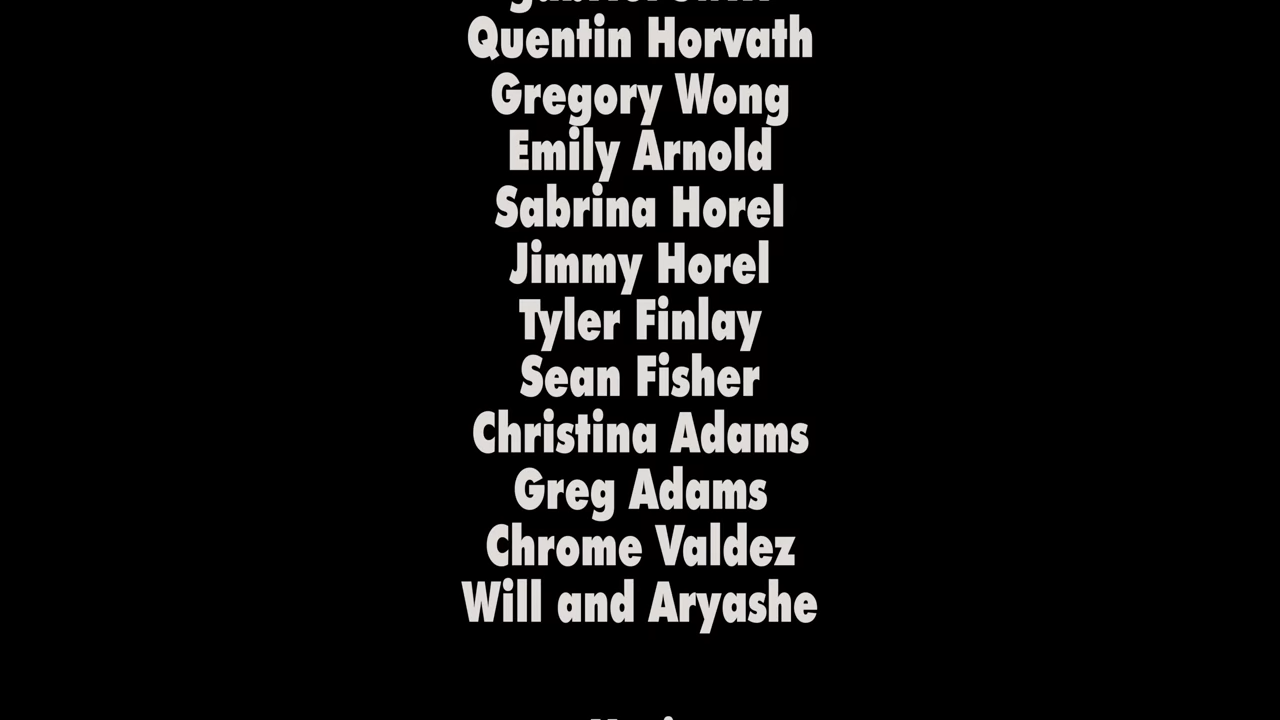 Quentin Horvath
Gregory Wong
Emily Arnold
Sabrina Horel
Jimmy Horel
Tyler Finlay
Sean Fisher
Christina Adams
Greg Adams
Chrome Valdez
Will and Aryashe